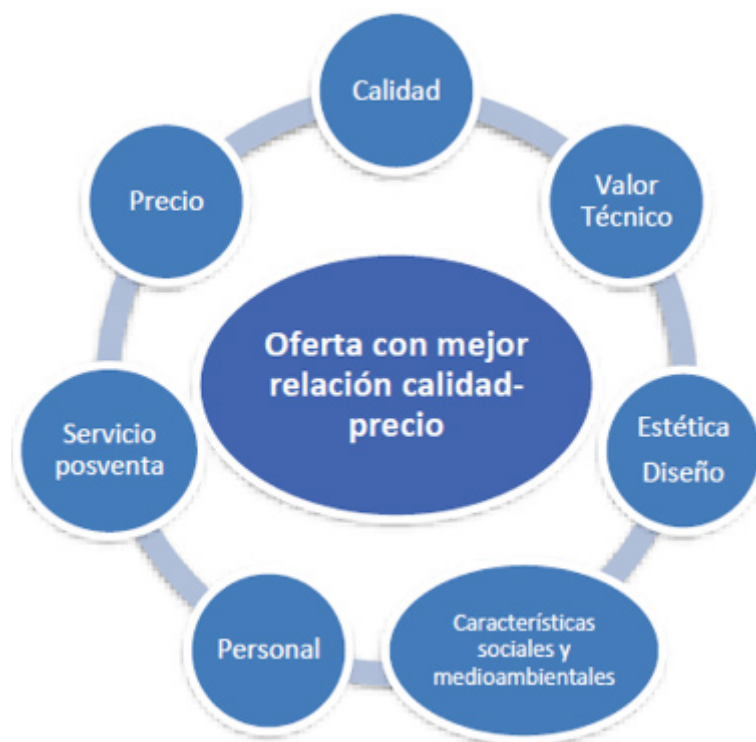 Calidad
Valor
Técnico
Estética
Diseño
Características
sociales y
medioambientales
Personal
Servicio
posventa
Precio
Oferta con mejor
relación calidad-
precio